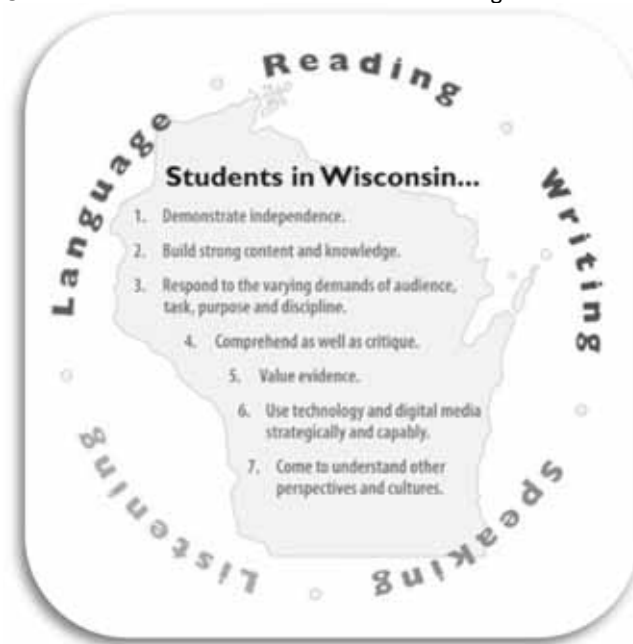 Reading
Writing
Speaking
Listening
Language
Students in Wisconsin...
1. Demonstrate independence.
2. Build strong content and knowledge.
3. Respond to the varying demands of audience,
task, purpose and discipline.
4. Comprehend as well as critique.
5. Value evidence.
6. Use technology and digital media
strategically and capably.
7. Come to understand other
perspectives and cultures.